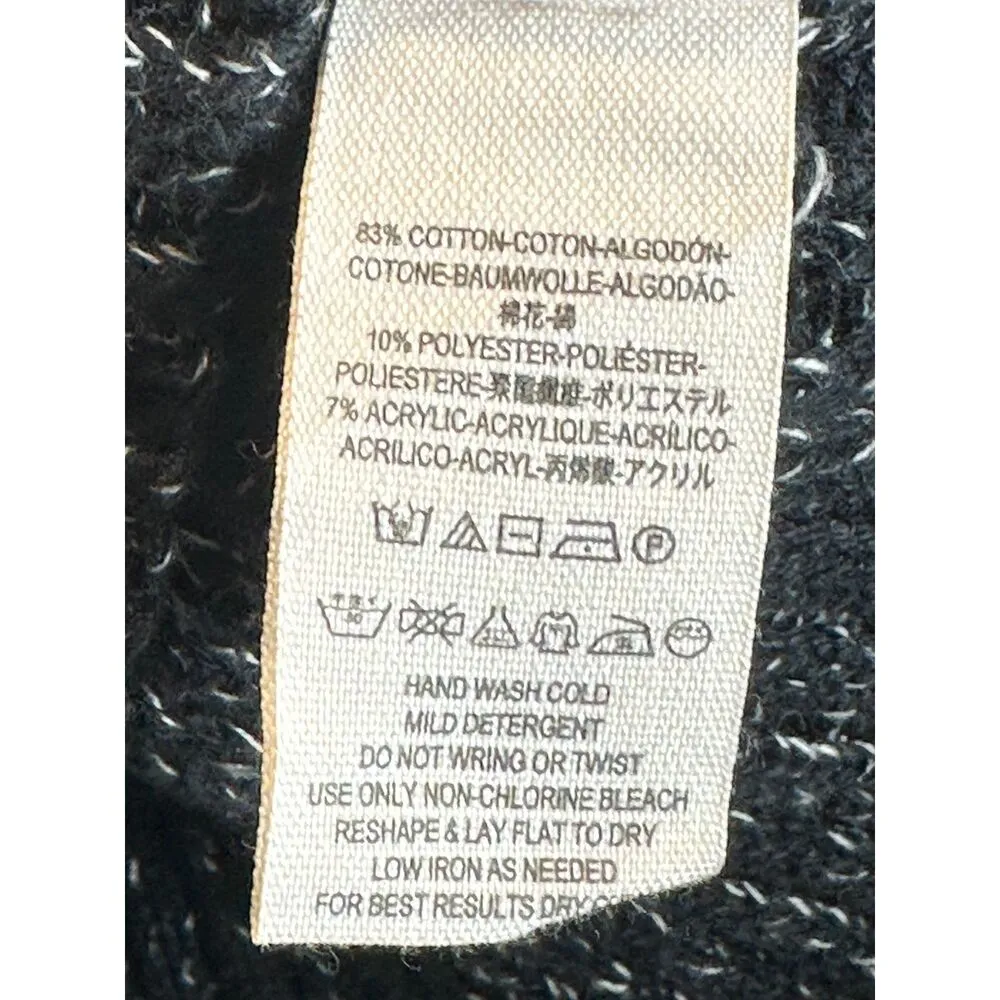 83% COTTON-COTON-ALGODÓN-
COTONE-BAUMWOLLE-ALGODÃO-
棉花-綿
10% POLYESTER-POLIÉSTER-
POLIESTERE-聚酯纖維-ポリエステル
7% ACRYLIC-ACRYLIQUE-ACRÍLICO-
ACRILICO-ACRYL-丙烯酸-アクリル
P
HAND WASH COLD
MILD DETERGENT
DO NOT WRING OR TWIST
USE ONLY NON-CHLORINE BLEACH
RESHAPE & LAY FLAT TO DRY
LOW IRON AS NEEDED
FOR BEST RESULTS DRY